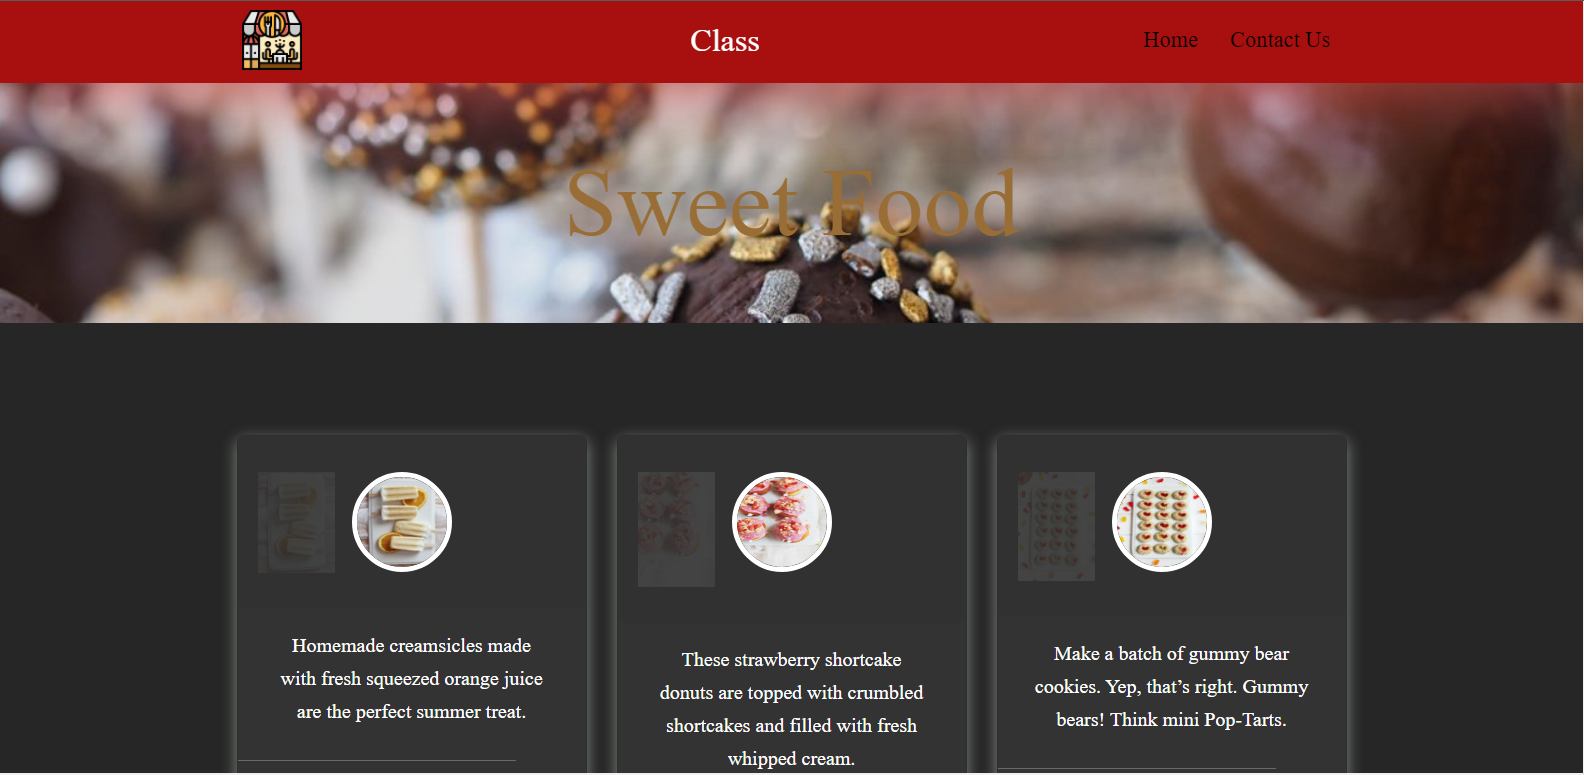 Class
Home
Contact Us
Sweet Food
Homemade creamsicles made
with fresh squeezed orange juice
are the perfect summer treat.
These strawberry shortcake
donuts are topped with crumbled
shortcakes and filled with fresh
whipped cream.
Make a batch of gummy bear
cookies. Yep, that’s right. Gummy
bears! Think mini Pop-Tarts.